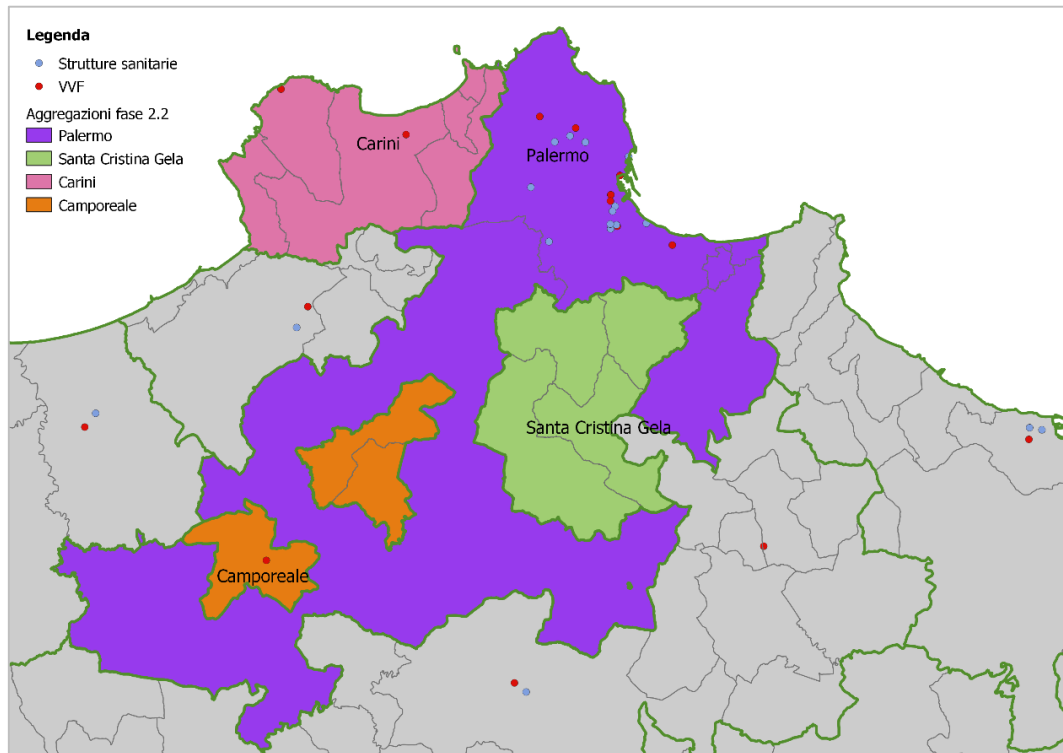 Legenda
Strutture sanitarie
VVF
Aggregazioni fase 2.2
Palermo
Santa Cristina Gela
Carini
Camporeale
Carini
Palermo
Santa Cristina Gela
Camporeale